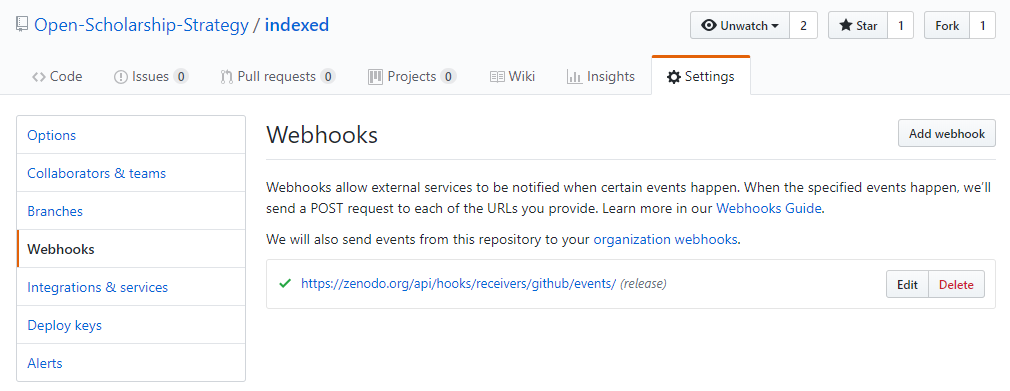 Open-Scholarship-Strategy / indexed
Unwatch 2 Star 1 Fork 1
Code Issues 0 Pull requests 0 Projects 0 Wiki Insights Settings
Options
Collaborators & teams
Branches
Webhooks
Integrations & services
Deploy keys
Alerts
Webhooks
Add webhook
Webhooks allow external services to be notified when certain events happen. When the specified events happen, we'll
send a POST request to each of the URLs you provide. Learn more in our Webhooks Guide.
We will also send events from this repository to your organization webhooks.
https://zenodo.org/api/hooks/receivers/github/events/ (release)
Edit Delete